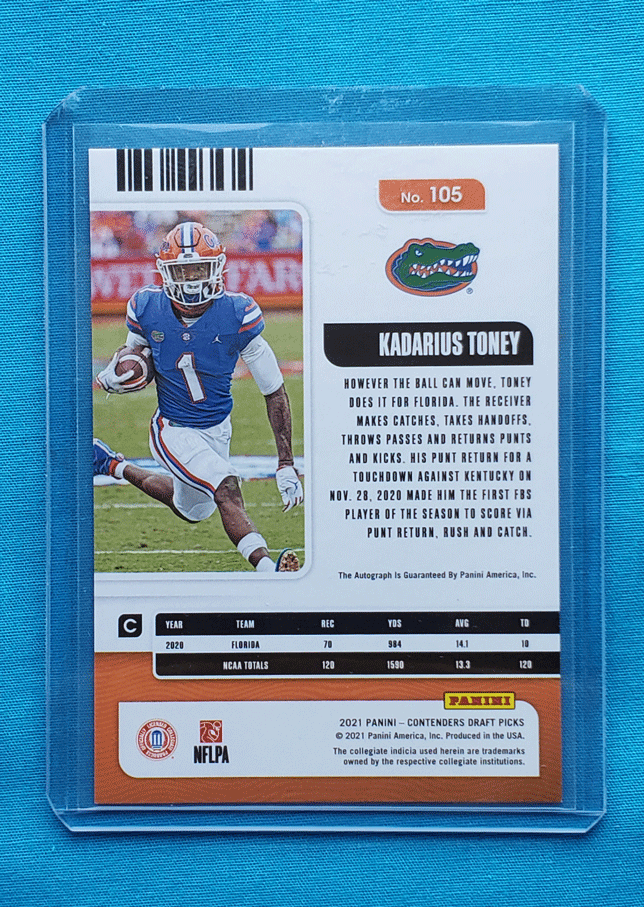 No. 105
KADARIUS TONEY
HOWEVER THE BALL CAN MOVE, TONEY
DOES IT FOR FLORIDA. THE RECEIVER
MAKES CATCHES, TAKES HANDOFFS,
THROWS PASSES AND RETURNS PUNTS
AND KICKS. HIS PUNT RETURN FOR A
TOUCHDOWN AGAINST KENTUCKY ON
NOV. 28, 2020 MADE HIM THE FIRST FBS
PLAYER OF THE SEASON TO SCORE VIA
PUNT RETURN, RUSH AND CATCH.
The Autograph Is Guaranteed By Panini America, Inc.
1
C YEAR TEAM REC YDS AVG TD
2020 FLORIDA 70 984 14.1 10
NCAA TOTALS 120 1590 13.3 120
PANINI
2021 PANINI – CONTENDERS DRAFT PICKS
© 2021 Panini America, Inc. Produced in the USA.
The collegiate indicia used herein are trademarks
owned by the respective collegiate institutions.
NFLPA